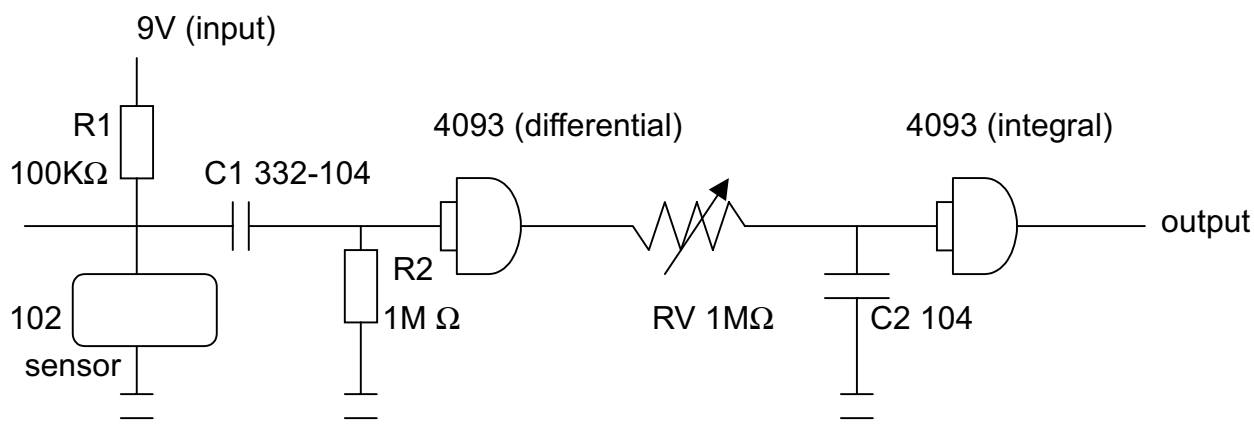 9V (input)
R1
100KΩ
C1 332-104
4093 (differential)
4093 (integral)
output
R2
1M Ω
RV 1MΩ
C2 104
102
sensor